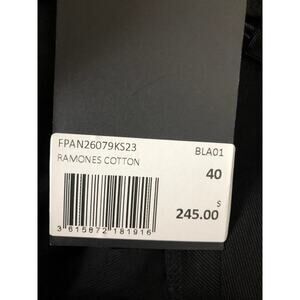 FPAN26079KS23 BLA01
RAMONES COTTON
40
$
245.00
3 615872 181916